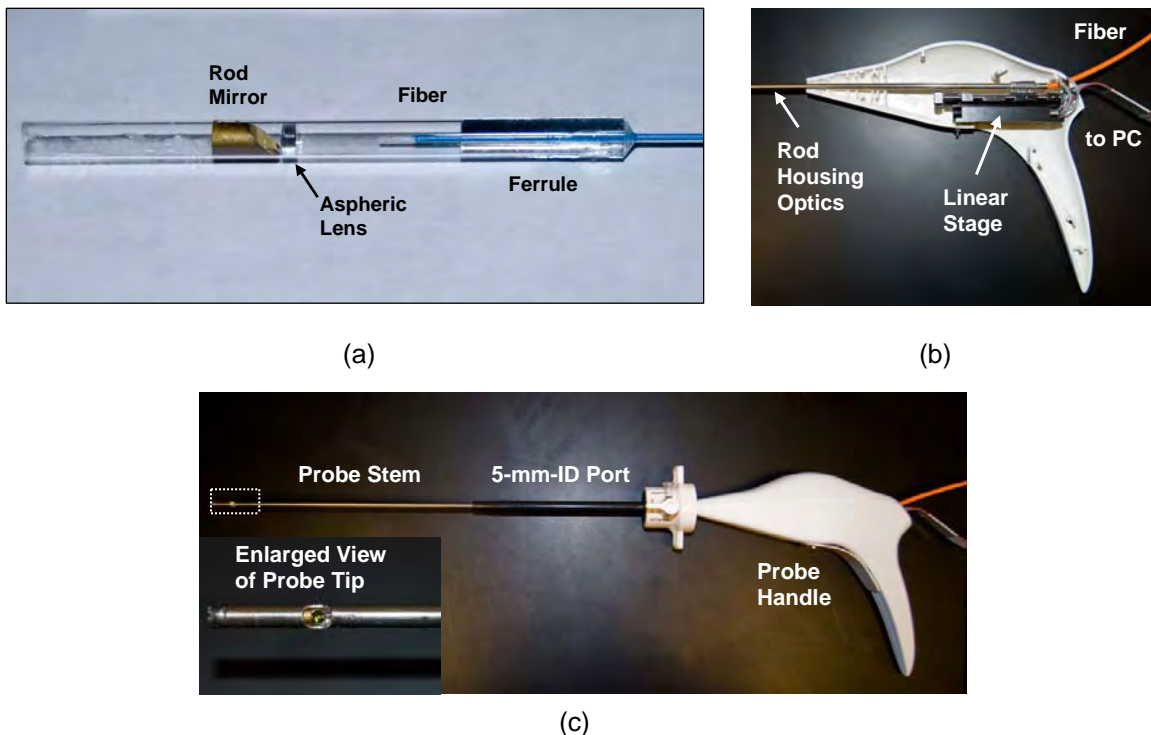 Rod
Mirror
Fiber
Ferrule
Aspheric
Lens
(a)
Fiber
to PC
Rod
Housing
Optics
Linear
Stage
(b)
Probe Stem
5-mm-ID Port
Enlarged View
of Probe Tip
Probe
Handle
(c)